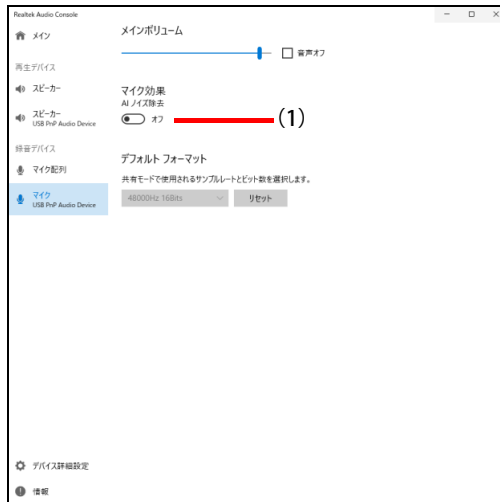 Realtek Audio Console
メイン
再生デバイス
スピーカー
スピーカー
USB PnP Audio Device
録音デバイス
マイク配列
マイク
USB PnP Audio Device
メインボリューム
音声オフ
マイク効果
AI ノイズ除去
オフ
(1)
デフォルト フォーマット
共有モードで使用されるサンプルレートとビット数を選択します。
48000Hz 16Bits
リセット
デバイス詳細設定
情報